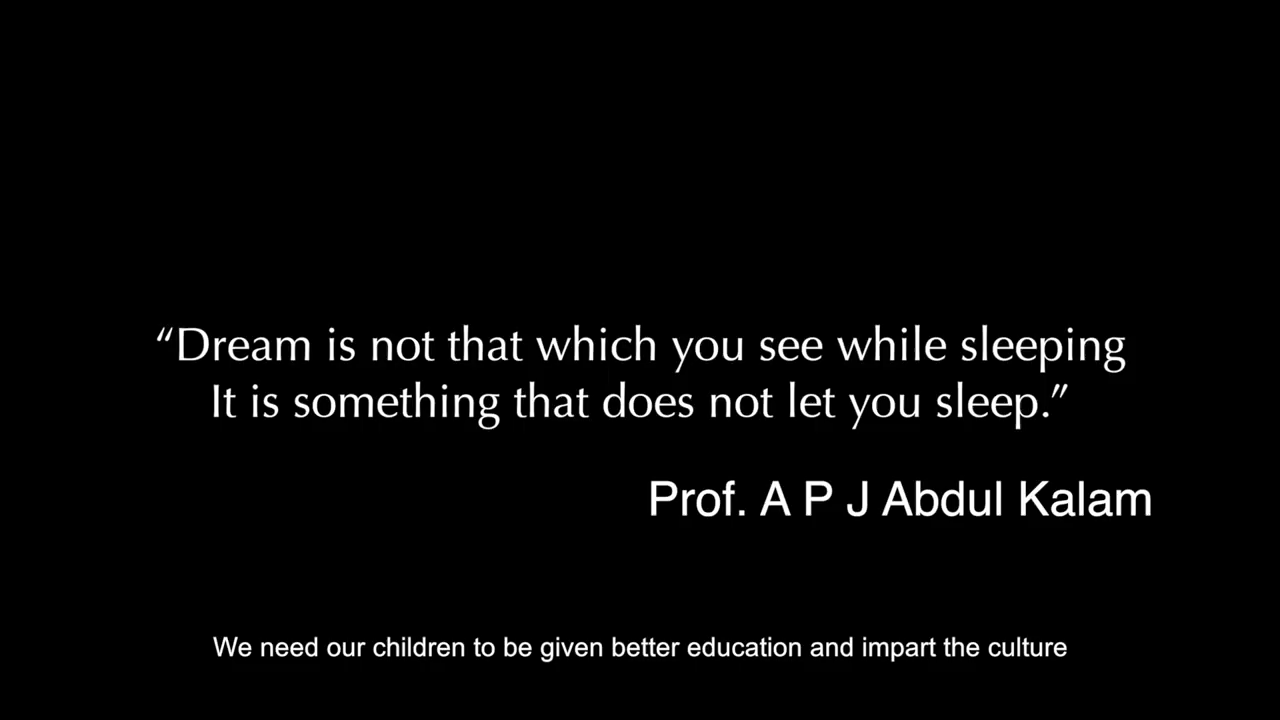 “Dream is not that which you see while sleeping
It is something that does not let you sleep.”
Prof. A P J Abdul Kalam
We need our children to be given better education and impart the culture